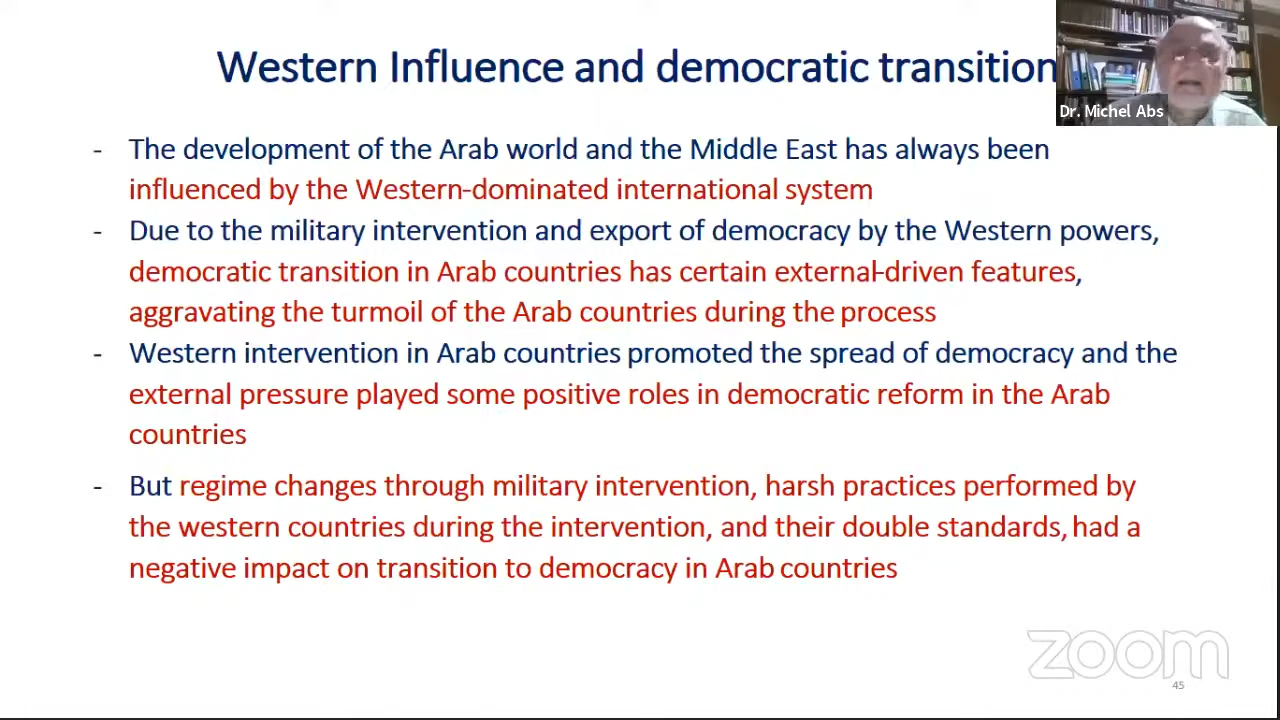 Western Influence and democratic transition
Dr. Michel Abs
- The development of the Arab world and the Middle East has always been
influenced by the Western-dominated international system
- Due to the military intervention and export of democracy by the Western powers,
democratic transition in Arab countries has certain external-driven features,
aggravating the turmoil of the Arab countries during the process
- Western intervention in Arab countries promoted the spread of democracy and the
external pressure played some positive roles in democratic reform in the Arab
countries
- But regime changes through military intervention, harsh practices performed by
the western countries during the intervention, and their double standards, had a
negative impact on transition to democracy in Arab countries
zoom
45